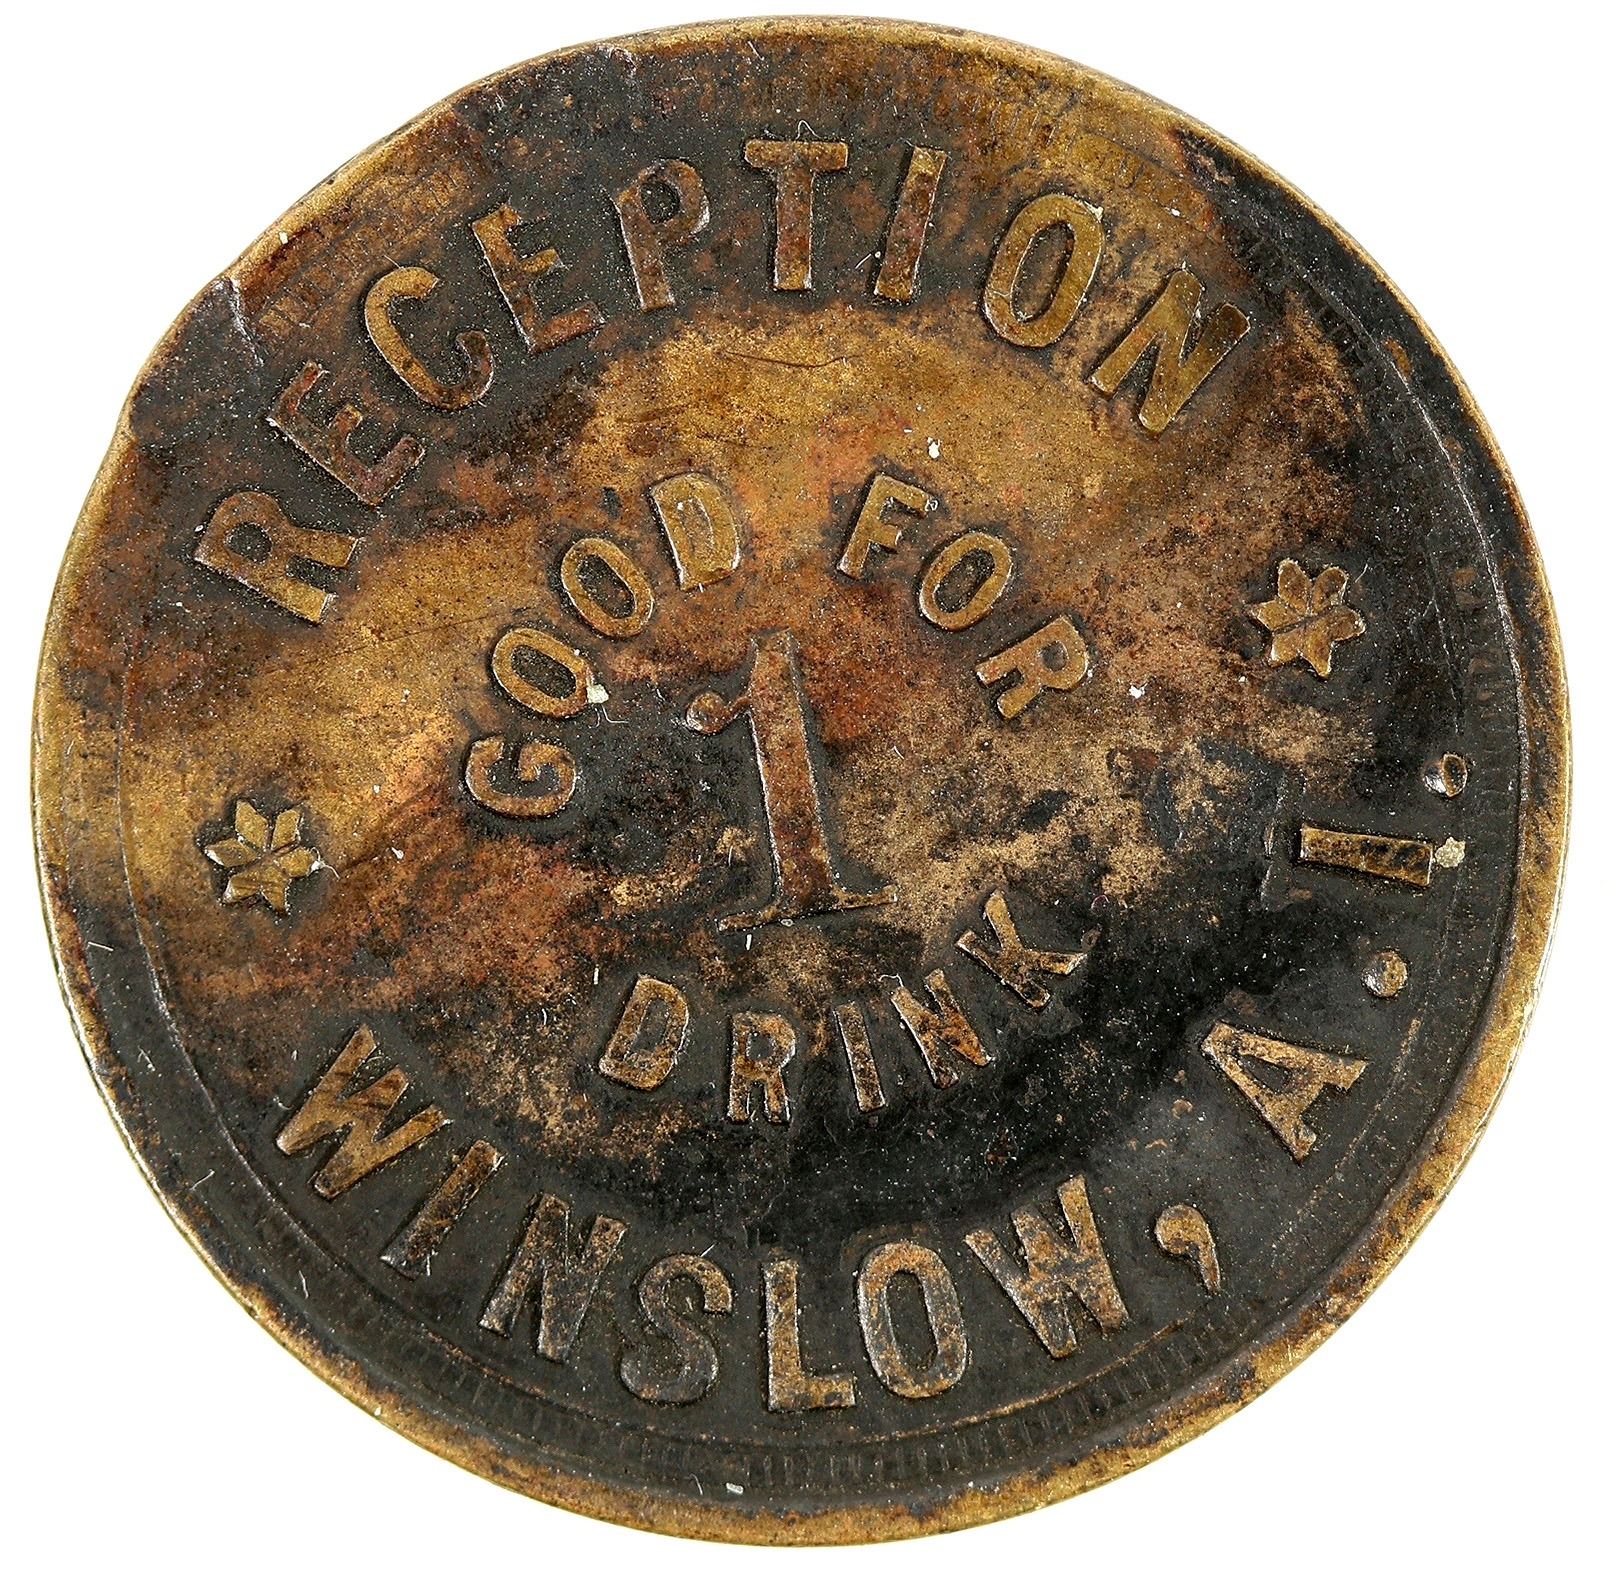 RECEPTION
GOOD FOR
1
DRINK
WINSLOW, A.T.